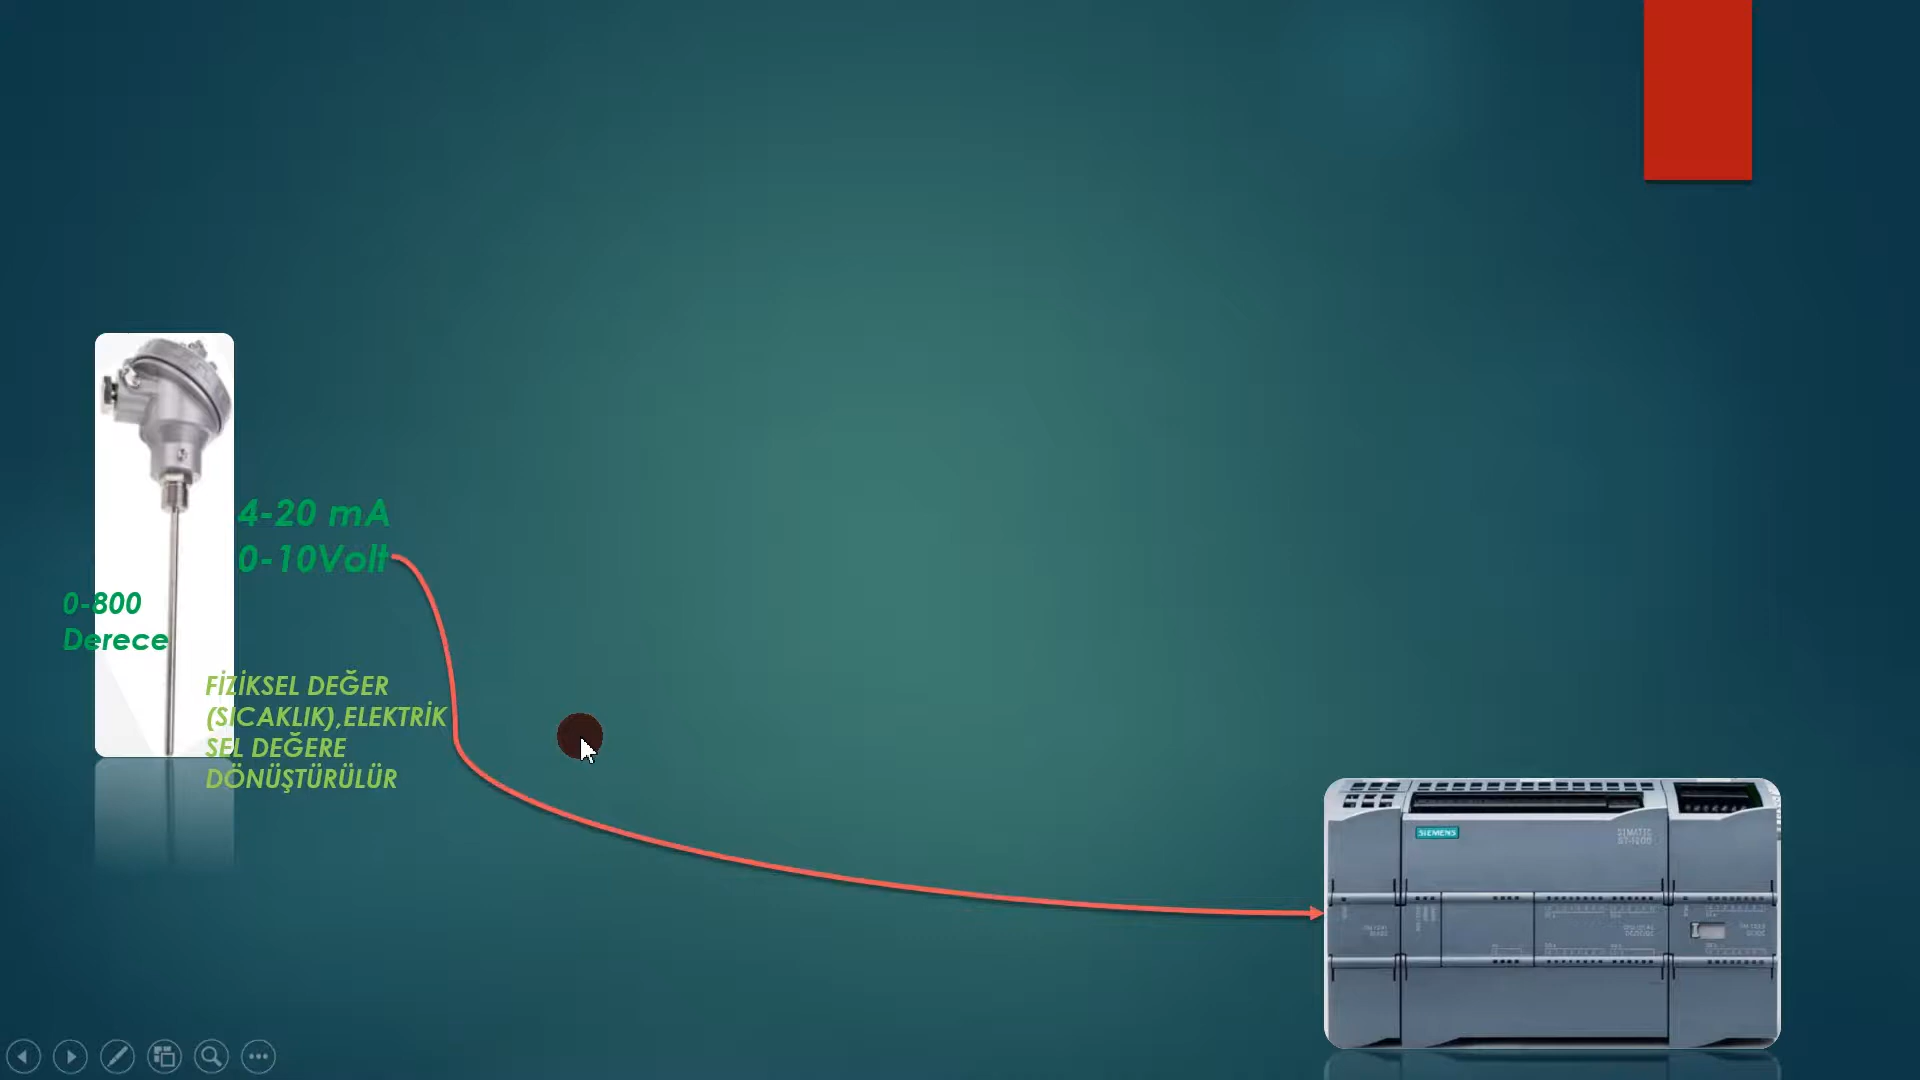 4-20 mA
0-10Volt
0-800
Derece
FİZİKSEL DEĞER
(SICAKLIK),ELEKTRİK
SEL DEĞERE
DÖNÜŞTÜRÜLÜR
SIEMENS
SIMATIC
S7-1200